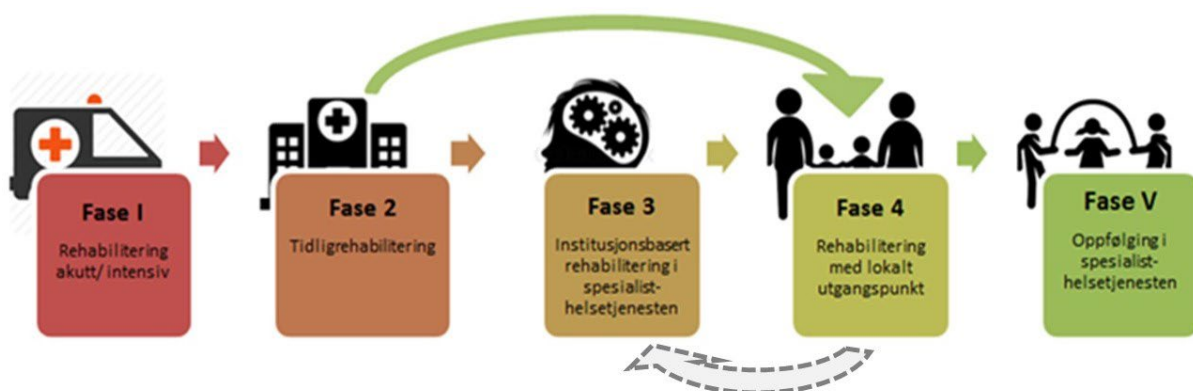 Fase I
Rehabilitering
akutt/ intensiv
Fase 2
Tidligrehabilitering
Fase 3
Institusjonsbasert
rehabilitering i
spesialist-
helsetjenesten
Fase 4
Rehabilitering
med lokalt
utgangspunkt
Fase V
Oppfølging i
spesialist-
helsetjenesten